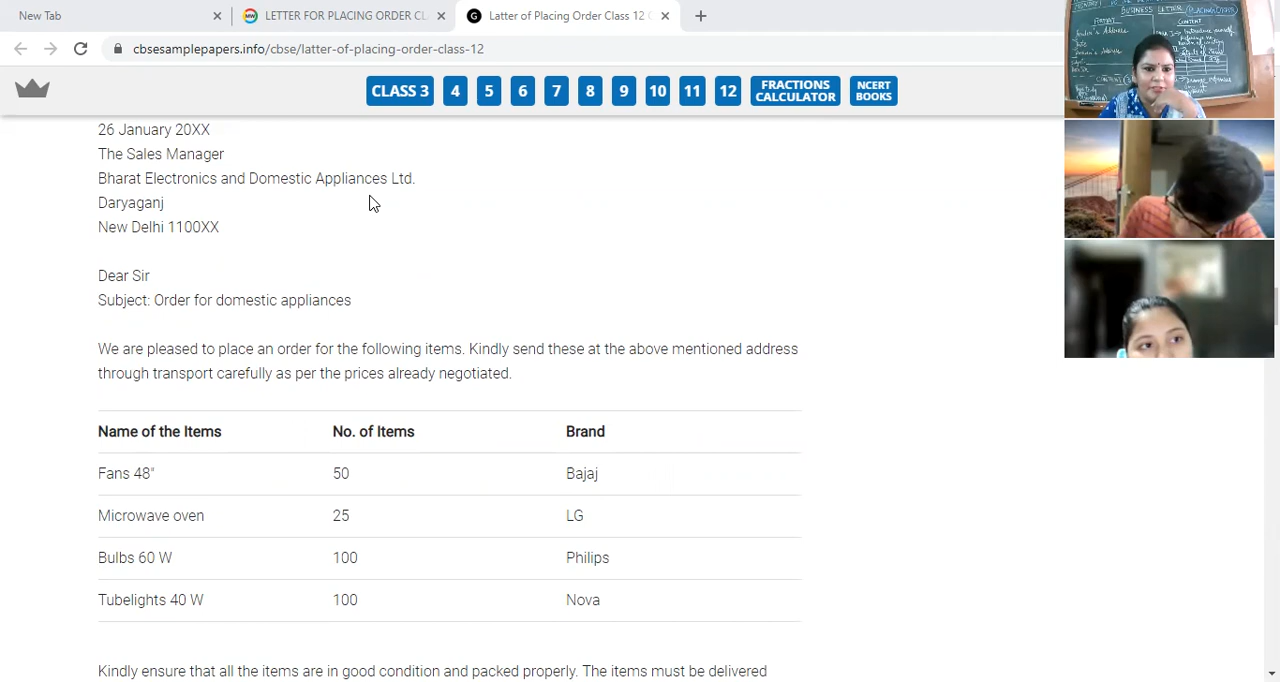 New Tab
LETTER FOR PLACING ORDER CL
Latter of Placing Order Class 12
cbsesamplepapers.info/cbse/latter-of-placing-order-class-12
CLASS 3 4 5 6 7 8 9 10 11 12 FRACTIONS CALCULATOR NCERT BOOKS
26 January 20XX
The Sales Manager
Bharat Electronics and Domestic Appliances Ltd.
Daryaganj
New Delhi 1100XX
Dear Sir
Subject: Order for domestic appliances
We are pleased to place an order for the following items. Kindly send these at the above mentioned address
through transport carefully as per the prices already negotiated.
Name of the Items No. of Items Brand
Fans 48" 50 Bajaj
Microwave oven 25 LG
Bulbs 60 W 100 Philips
Tubelights 40 W 100 Nova
Kindly ensure that all the items are in good condition and packed properly. The items must be delivered
BUSINESS LETTER
FORMAT
CONTENT